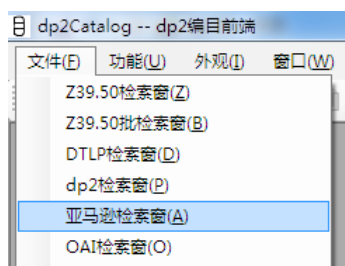 dp2Catalog -- dp2编目前端
文件(F) 功能(U) 外观(I) 窗口(W)
Z39.50检索窗(Z)
Z39.50批检索窗(B)
DTLP检索窗(D)
dp2检索窗(P)
亚马逊检索窗(A)
OAI检索窗(O)